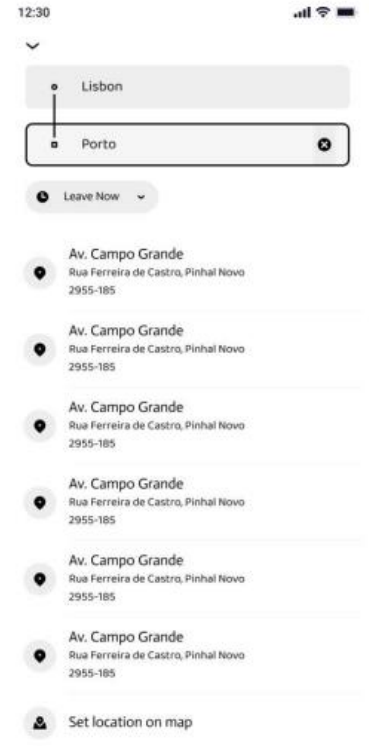 12:30
Lisbon
Porto
Leave Now
Av. Campo Grande
Rua Ferreira de Castro, Pinhal Novo
2955-185
Av. Campo Grande
Rua Ferreira de Castro, Pinhal Novo
2955-185
Av. Campo Grande
Rua Ferreira de Castro, Pinhal Novo
2955-185
Av. Campo Grande
Rua Ferreira de Castro, Pinhal Novo
2955-185
Av. Campo Grande
Rua Ferreira de Castro, Pinhal Novo
2955-185
Av. Campo Grande
Rua Ferreira de Castro, Pinhal Novo
2955-185
Set location on map